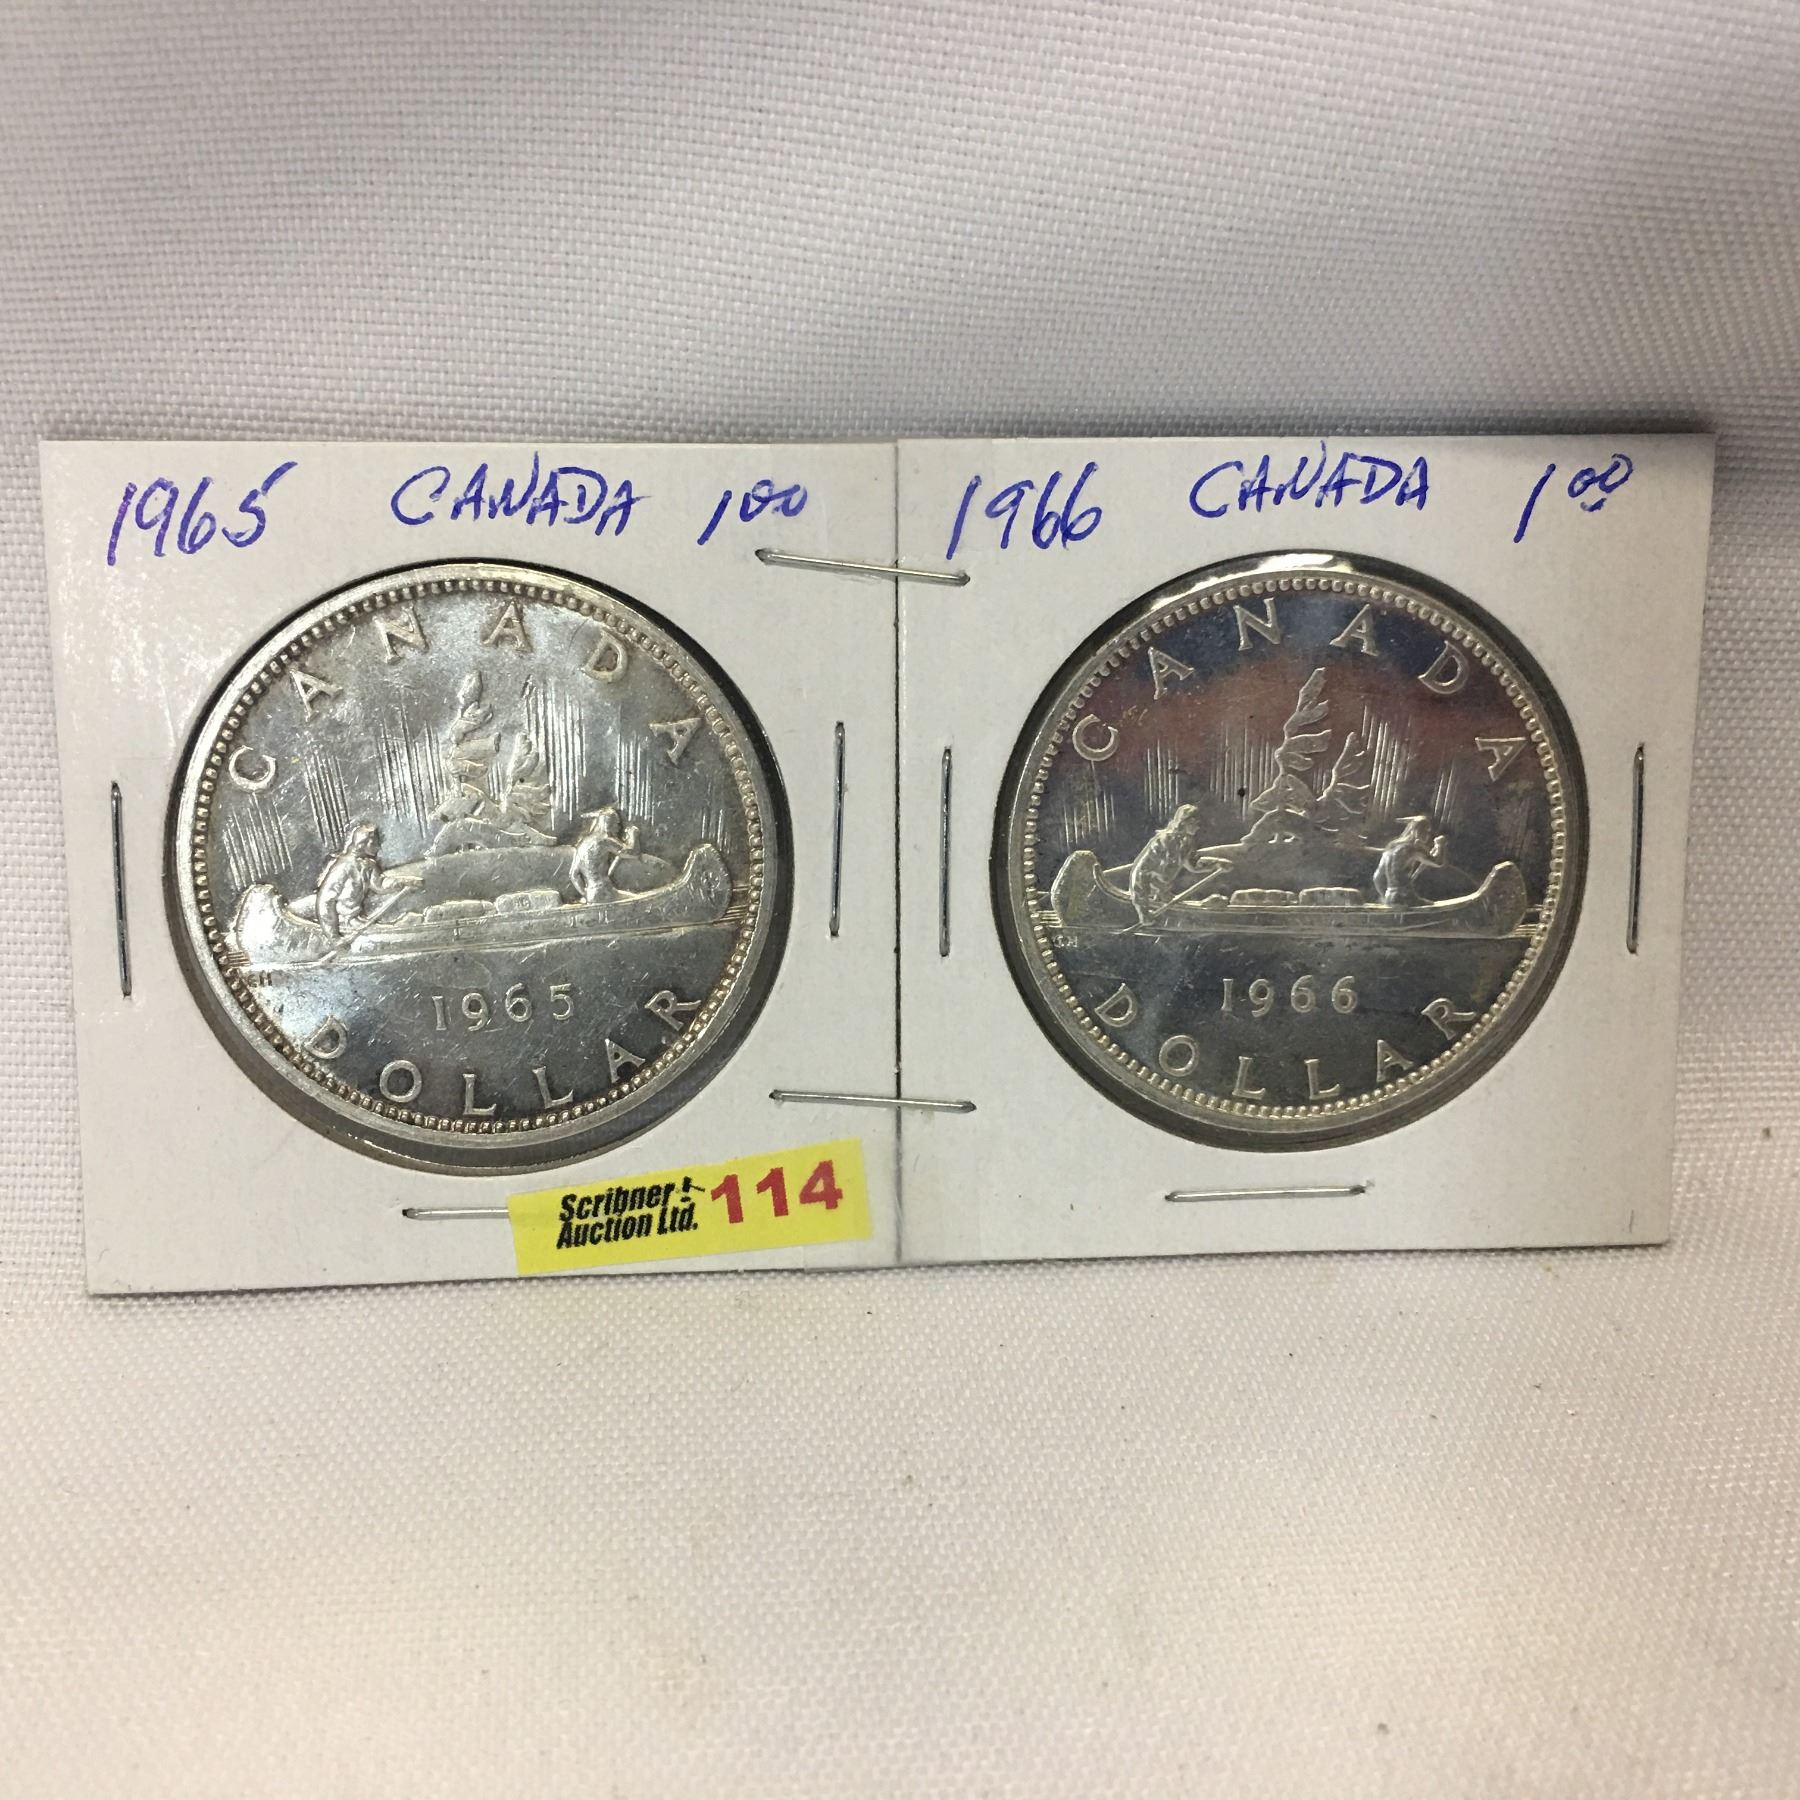 1965 CANADA 1.00
1966 CANADA 1.00
CANADA
1965
DOLLAR
CANADA
1966
DOLLAR
Scribner
Auction Ltd.
114